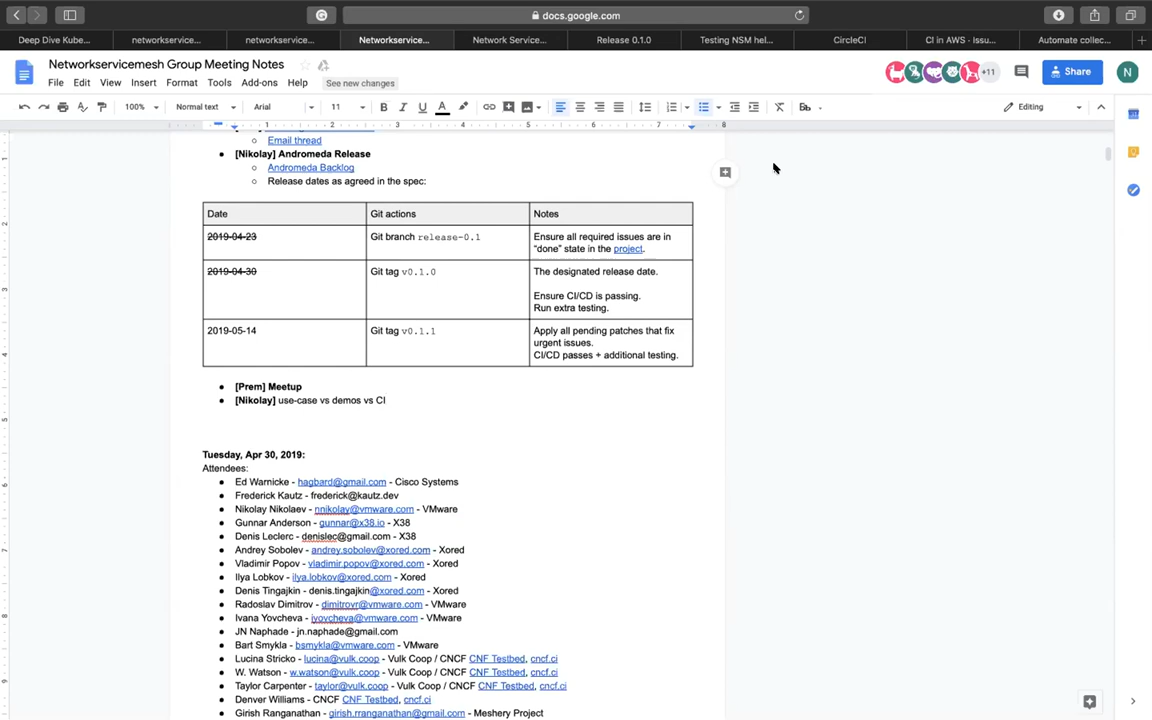 docs.google.com
Deep Dive Kube...
networkservice...
networkservice...
Networkservice...
Network Service...
Release 0.1.0
Testing NSM hel...
CircleCI
CI in AWS · Issu...
Automate collec...
Networkservicemesh Group Meeting Notes
File Edit View Insert Format Tools Add-ons Help See new changes
+11
Share
N
100% Normal text Arial 11 Editing
1 2 3 4 5 6 7 8
Email thread
[Nikolay] Andromeda Release
Andromeda Backlog
Release dates as agreed in the spec:
Date Git actions Notes
2019-04-23 Git branch release-0.1 Ensure all required issues are in
"done" state in the project.
2019-04-30 Git tag v0.1.0 The designated release date.
Ensure CI/CD is passing.
Run extra testing.
2019-05-14 Git tag v0.1.1 Apply all pending patches that fix
urgent issues.
CI/CD passes + additional testing.
[Prem] Meetup
[Nikolay] use-case vs demos vs CI
Tuesday, Apr 30, 2019:
Attendees:
Ed Warnicke - hagbard@gmail.com - Cisco Systems
Frederick Kautz - frederick@kautz.dev
Nikolay Nikolaev - nnikolay@vmware.com - VMware
Gunnar Anderson - gunnar@x38.io - X38
Denis Leclerc - denislec@gmail.com - X38
Andrey Sobolev - andrey.sobolev@xored.com - Xored
Vladimir Popov - vladimir.popov@xored.com - Xored
Ilya Lobkov - ilya.lobkov@xored.com - Xored
Denis Tingajkin - denis.tingajkin@xored.com - Xored
Radoslav Dimitrov - dimitrovr@vmware.com - VMware
Ivana Yovcheva - iyovcheva@vmware.com - VMware
JN Naphade - jn.naphade@gmail.com
Bart Smykla - bsmykla@vmware.com - VMware
Lucina Stricko - lucina@vulk.coop - Vulk Coop / CNCF CNF Testbed, cncf.ci
W. Watson - w.watson@vulk.coop - Vulk Coop / CNCF CNF Testbed, cncf.ci
Taylor Carpenter - taylor@vulk.coop - Vulk Coop / CNCF CNF Testbed, cncf.ci
Denver Williams - CNCF CNF Testbed, cncf.ci
Girish Ranganathan - girish.rranganathan@gmail.com - Meshery Project